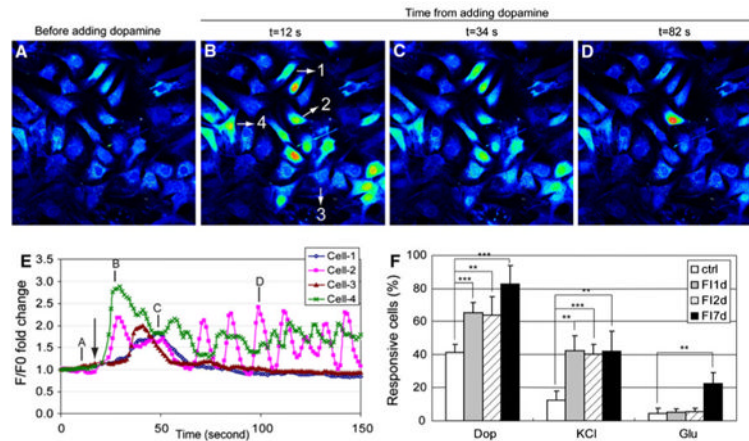 Time from adding dopamine
Before adding dopamine
t=12 s
t=34 s
t=82 s
A
B
C
D
1
2
3
4
E
F/F0 fold change
3.5
3.0
2.5
2.0
1.5
1.0
0.5
0
50
100
150
Time (second)
A
B
C
D
Cell-1
Cell-2
Cell-3
Cell-4
F
Responsive cells (%)
100
80
60
40
20
0
Dop
KCl
Glu
***
**
***
**
***
**
**
ctrl
FI1d
FI2d
FI7d